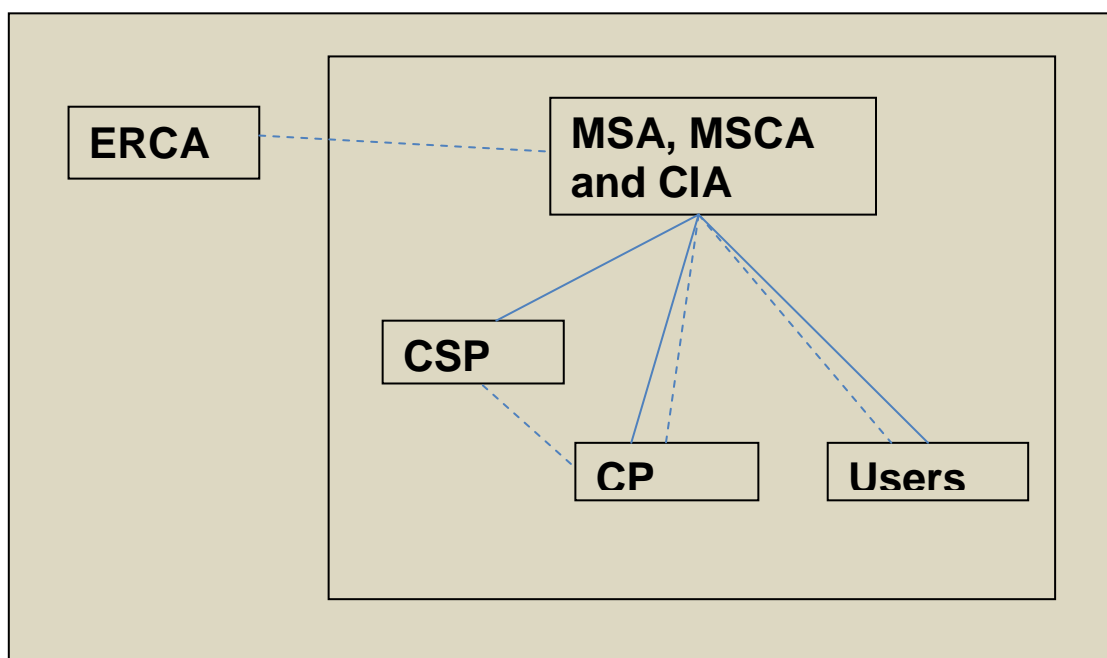 ERCA
MSA, MSCA
and CIA
CSP
CP
Users